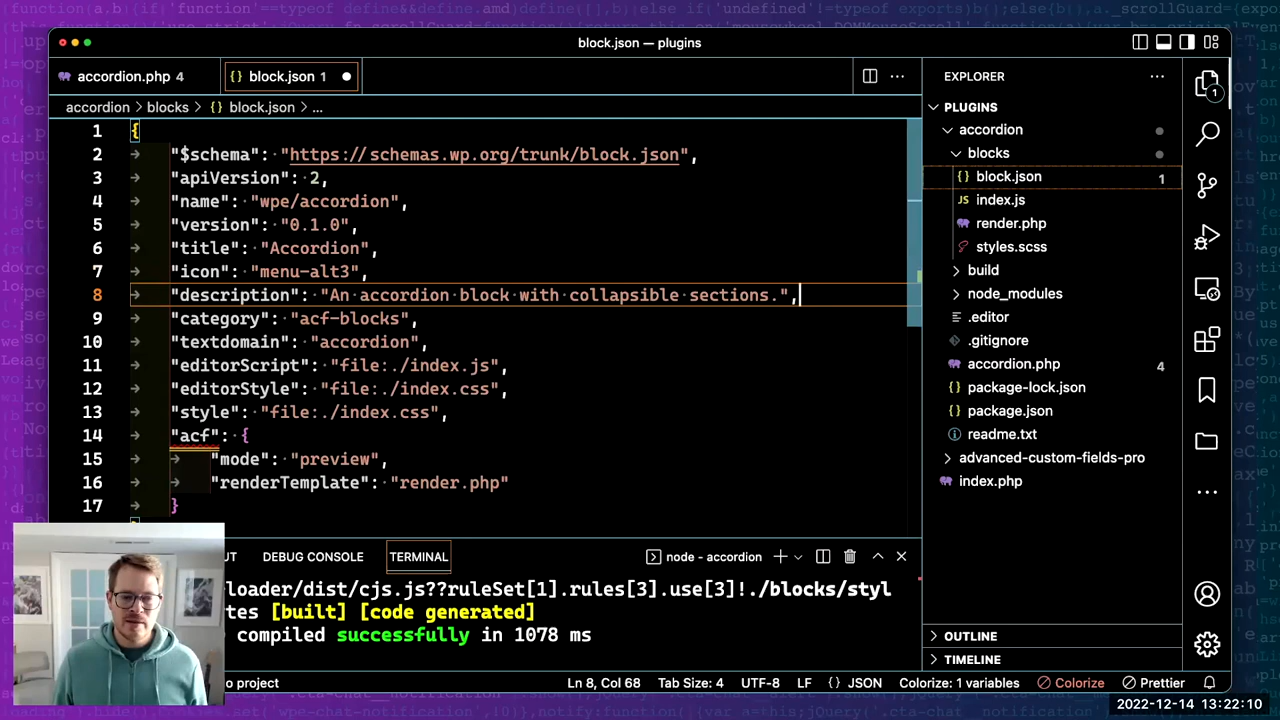 block.json — plugins
accordion.php 4
{} block.json 1
EXPLORER
accordion > blocks > {} block.json > ...
PLUGINS
1 {
2 "$schema": "https://schemas.wp.org/trunk/block.json",
3 "apiVersion": 2,
4 "name": "wpe/accordion",
5 "version": "0.1.0",
6 "title": "Accordion",
7 "icon": "menu-alt3",
8 "description": "An accordion block with collapsible sections.",
9 "category": "acf-blocks",
10 "textdomain": "accordion",
11 "editorScript": "file:./index.js",
12 "editorStyle": "file:./index.css",
13 "style": "file:./index.css",
14 "acf": {
15 "mode": "preview",
16 "renderTemplate": "render.php"
17 }
accordion
blocks
{} block.json 1
JS index.js
render.php
styles.scss
build
node_modules
.editor
.gitignore
accordion.php 4
{} package-lock.json
{} package.json
readme.txt
advanced-custom-fields-pro
index.php
1
UT DEBUG CONSOLE TERMINAL
node - accordion
loader/dist/cjs.js??ruleSet[1].rules[3].use[3]!./blocks/styl
tes [built] [code generated]
compiled successfully in 1078 ms
OUTLINE
TIMELINE
o project
Ln 8, Col 68
Tab Size: 4
UTF-8
LF
{} JSON
Colorize: 1 variables
Colorize
Prettier
2022-12-14 13:22:10